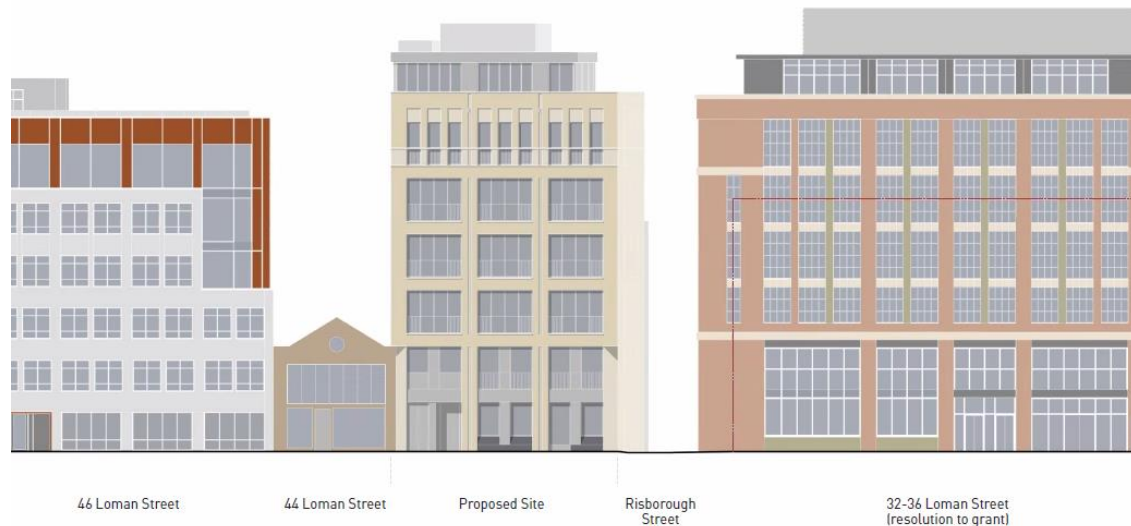 46 Loman Street
44 Loman Street
Proposed Site
Risborough
Street
32-36 Loman Street
(resolution to grant)